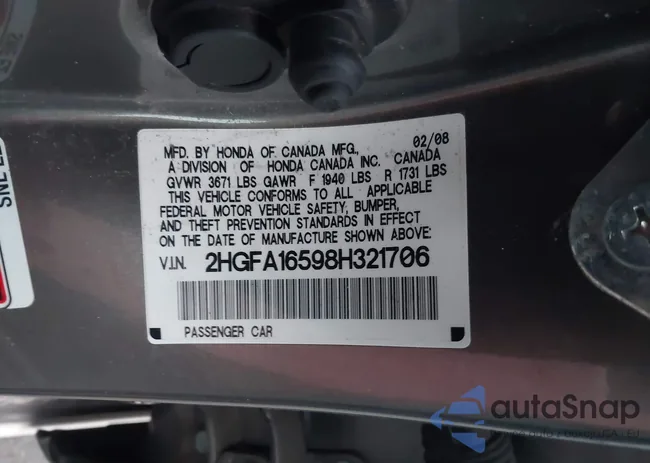 MFD. BY HONDA OF CANADA MFG., 02/08
A DIVISION OF HONDA CANADA INC. CANADA
GVWR 3671 LBS GAWR F 1940 LBS R 1731 LBS
THIS VEHICLE CONFORMS TO ALL APPLICABLE
FEDERAL MOTOR VEHICLE SAFETY, BUMPER,
AND THEFT PREVENTION STANDARDS IN EFFECT
ON THE DATE OF MANUFACTURE SHOWN ABOVE:
V.I.N. 2HGFA16598H321706
PASSENGER CAR
autoSnap